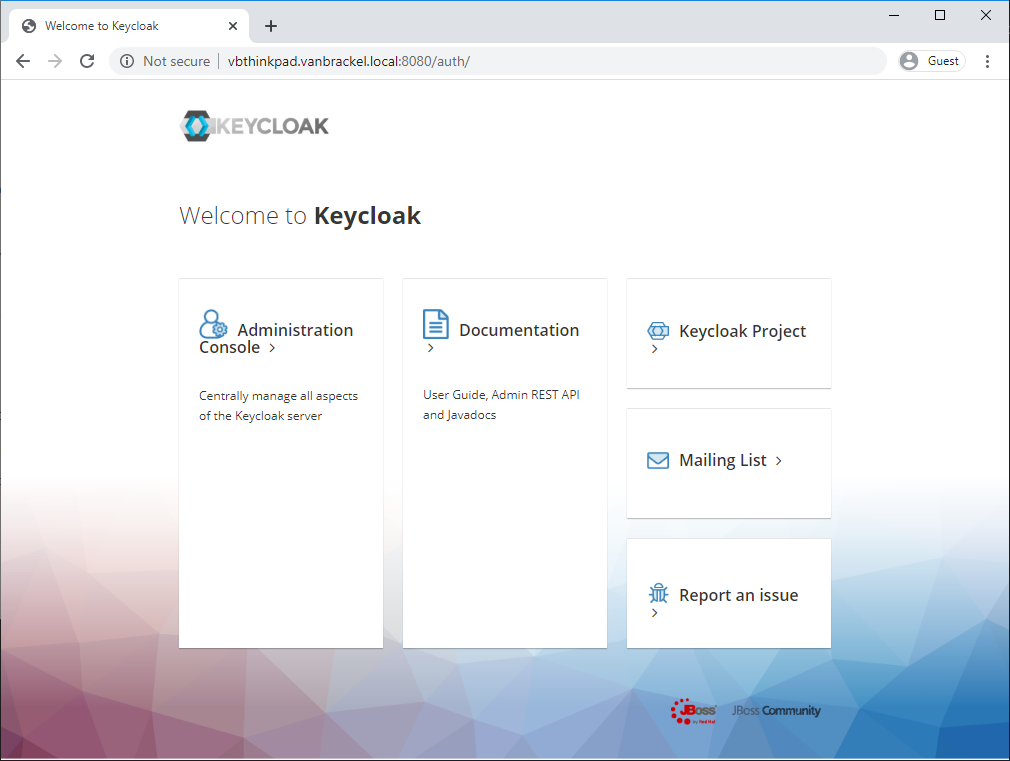 Welcome to Keycloak
Not secure
vbthinkpad.vanbrackel.local:8080/auth/
Guest
KEYCLOAK
Welcome to Keycloak
Administration
Console
Centrally manage all aspects
of the Keycloak server
Documentation
User Guide, Admin REST API
and Javadocs
Keycloak Project
Mailing List
Report an issue
JBoss
by Red Hat
JBoss Community